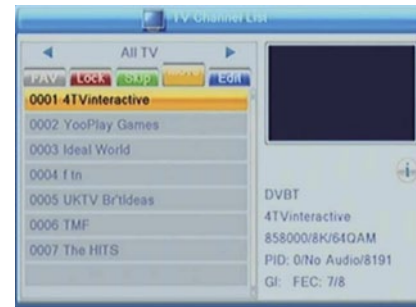 TV Channel List
All TV
FAV Lock Skip Move Edit
0001 4TVinteractive
0002 YooPlay Games
0003 Ideal World
0004 f tn
0005 UKTV Br'tIdeas
0006 TMF
0007 The HITS
DVBT
4TVinteractive
858000/8K/64QAM
PID: 0/No Audio/8191
GI: FEC: 7/8